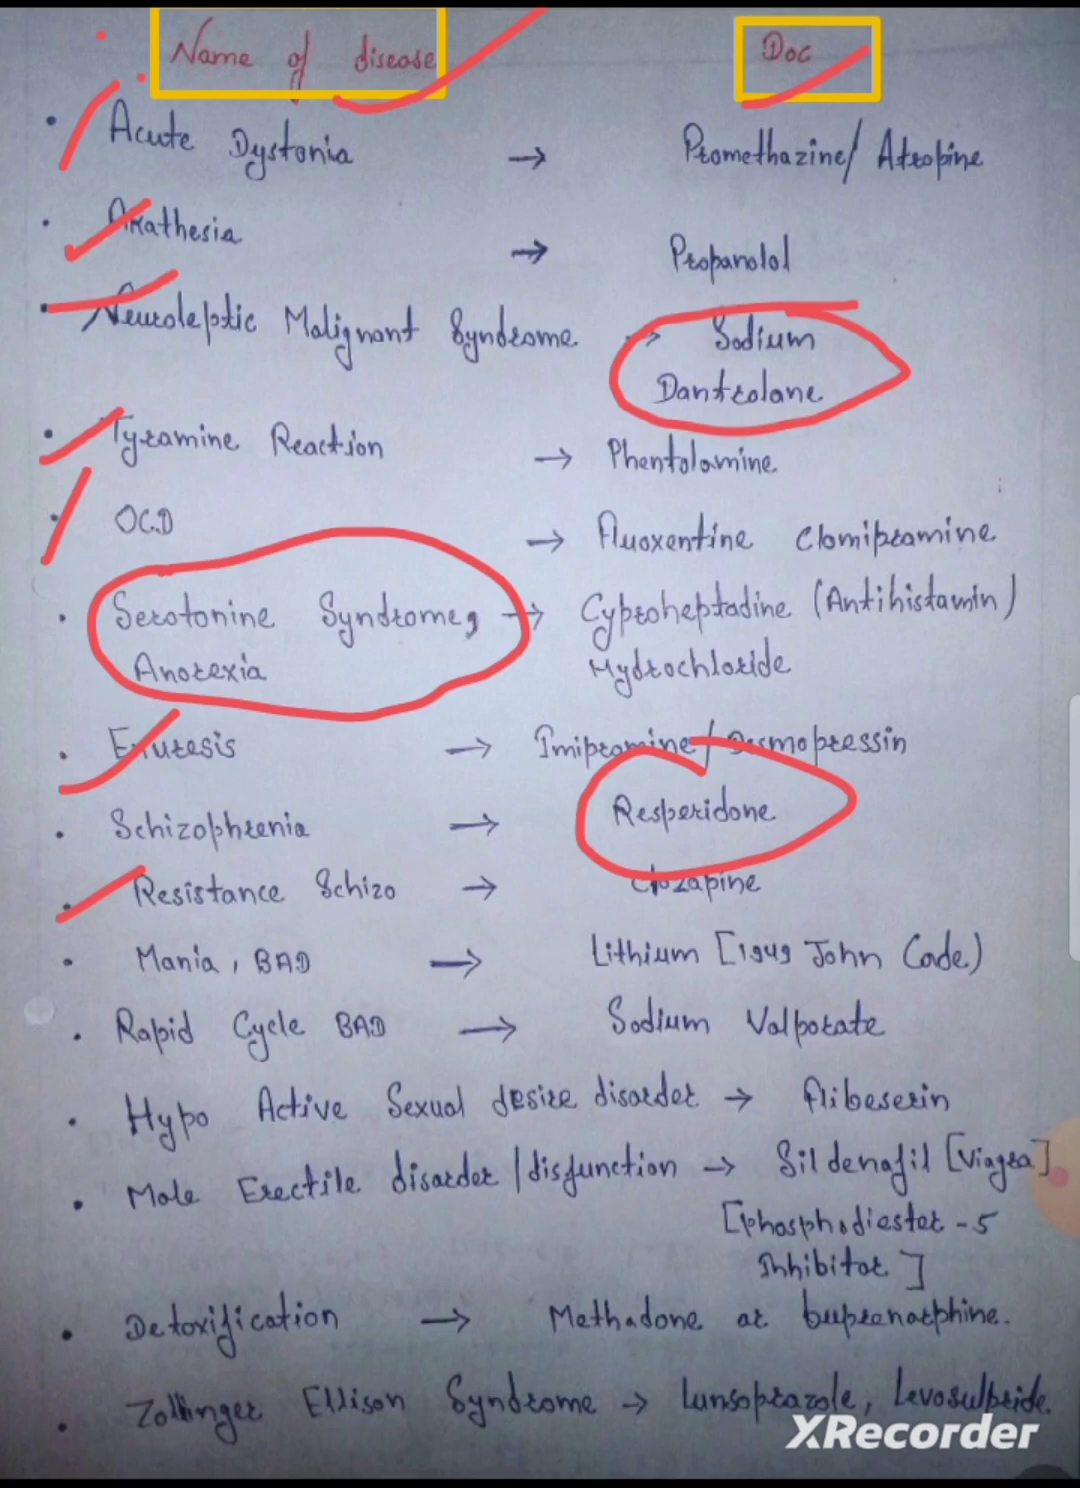 Name of disease Doc
Acute Dystonia → Promethazine/ Atropine
Akathesia → Propanolol
Neuroleptic Malignant Syndrome → Sodium
Dantrolane
Tyramine Reaction → Phentolamine
OCD → Fluoxentine Clomipramine
Serotonine Syndrome, → Cyproheptadine (Antihistamin)
Anorexia Hydrochloride
Enuresis → Imipramine / Desmopressin
Schizophrenia → Resperidone
Resistance Schizo → Clozapine
Mania, BAD → Lithium [1949 John Cade)
Rapid Cycle BAD → Sodium Valporate
Hypo Active Sexual desire disorder → Flibeserin
Male Erectile disorder /disfunction → Sildenafil [Viagra]
[phosphodiester -5
Inhibitor]
Detoxification → Methadone or buprenorphine.
Zollinger Ellison Syndrome → Lunsoprazole, Levosulpride.
XRecorder